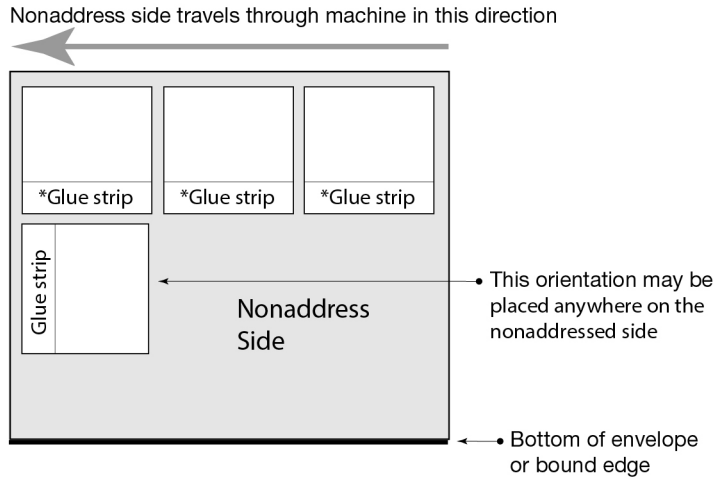 Nonaddress side travels through machine in this direction
*Glue strip *Glue strip *Glue strip
Glue strip
This orientation may be
placed anywhere on the
nonaddressed side
Nonaddress
Side
Bottom of envelope
or bound edge